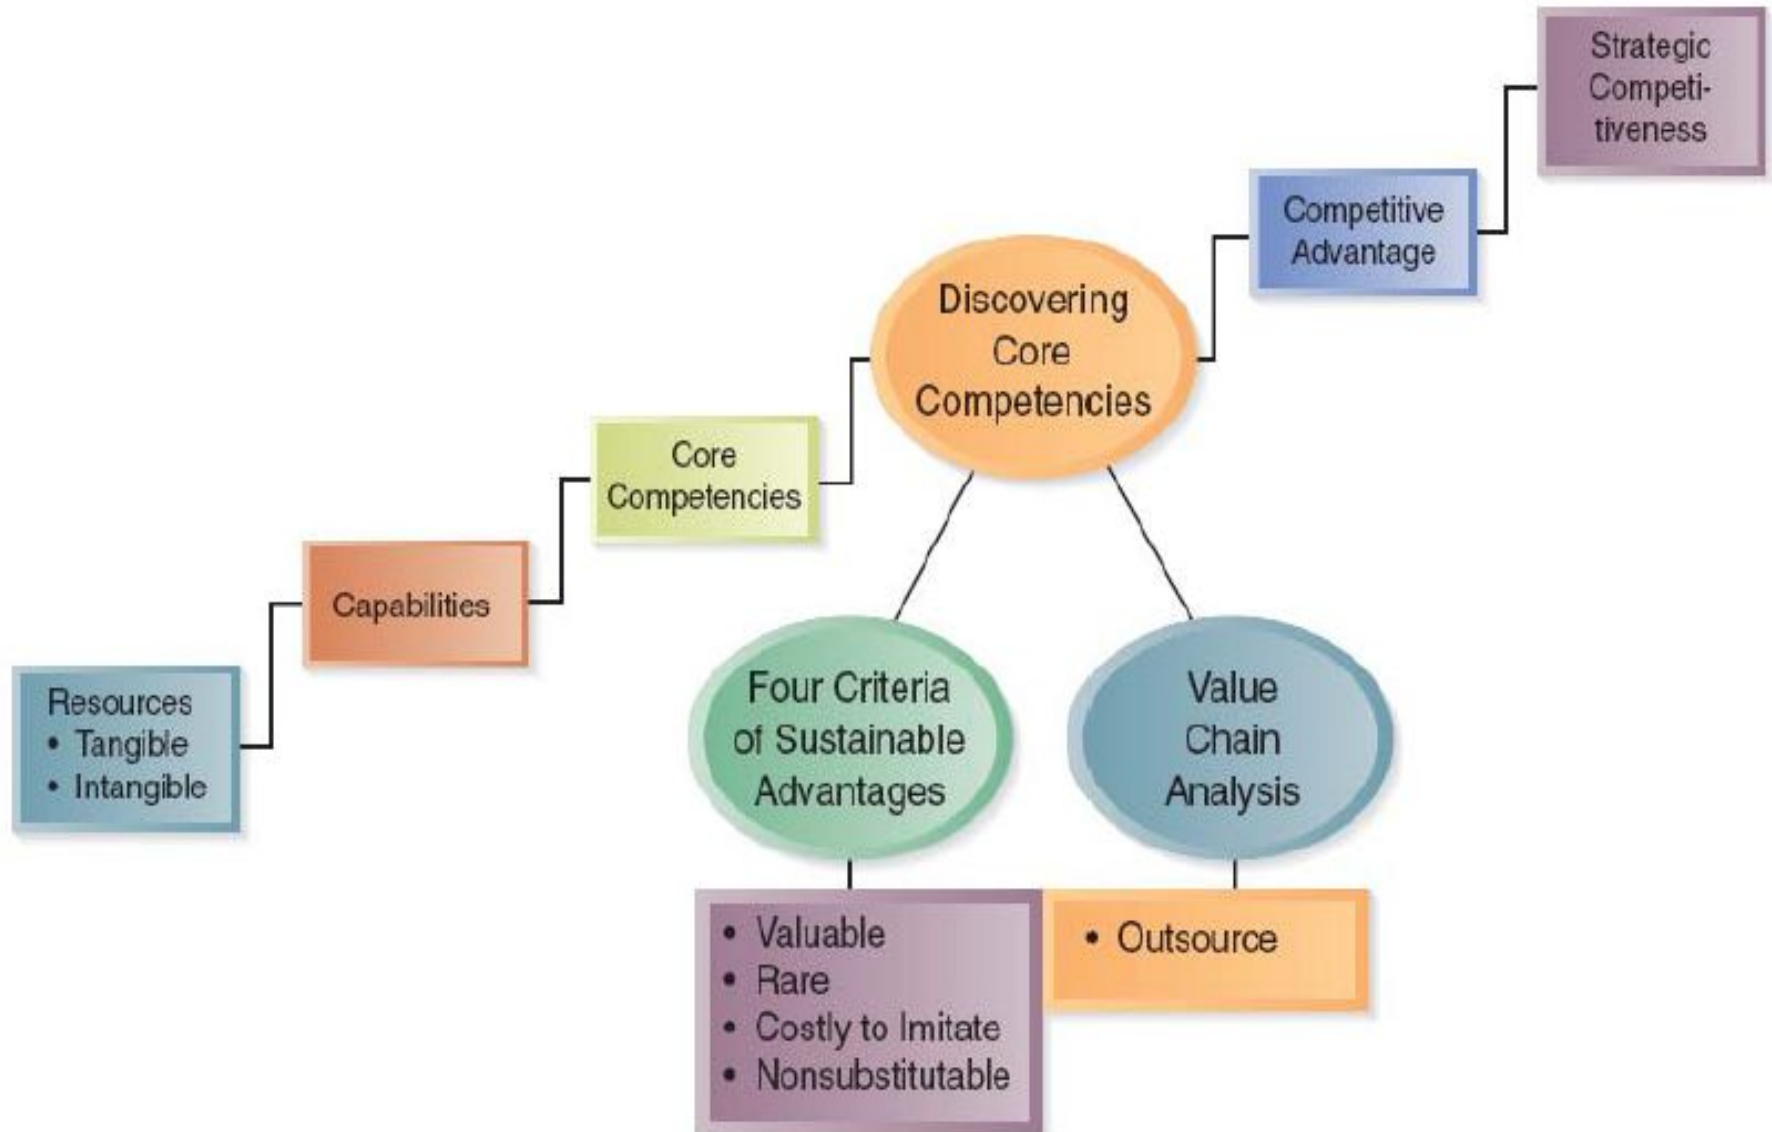 Strategic
Competi-
tiveness
Competitive
Advantage
Discovering
Core
Competencies
Core
Competencies
Capabilities
Resources
• Tangible
• Intangible
Four Criteria
of Sustainable
Advantages
Value
Chain
Analysis
• Valuable
• Rare
• Costly to Imitate
• Nonsubstitutable
• Outsource